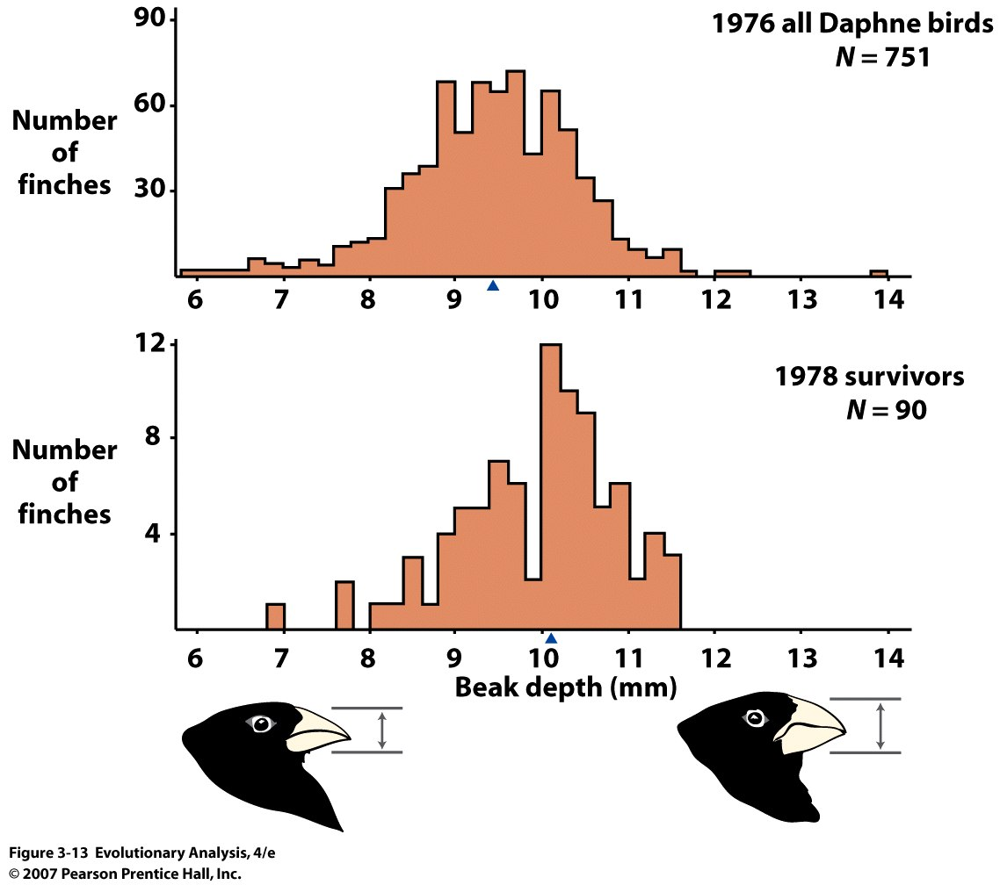 1976 all Daphne birds
N = 751
Number
of
finches
90
60
30
6 7 8 9 10 11 12 13 14
1978 survivors
N = 90
Number
of
finches
12
8
4
6 7 8 9 10 11 12 13 14
Beak depth (mm)
Figure 3-13 Evolutionary Analysis, 4/e
© 2007 Pearson Prentice Hall, Inc.